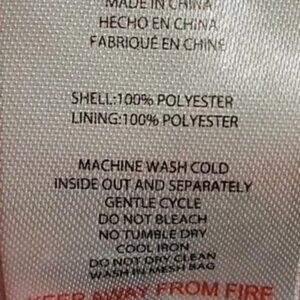 MADE IN CHINA
HECHO EN CHINA
FABRIQUÉ EN CHINE
SHELL:100% POLYESTER
LINING:100% POLYESTER
MACHINE WASH COLD
INSIDE OUT AND SEPARATELY
GENTLE CYCLE
DO NOT BLEACH
NO TUMBLE DRY
COOL IRON
DO NOT DRY CLEAN
WASH IN MESH BAG
KEEP AWAY FROM FIRE